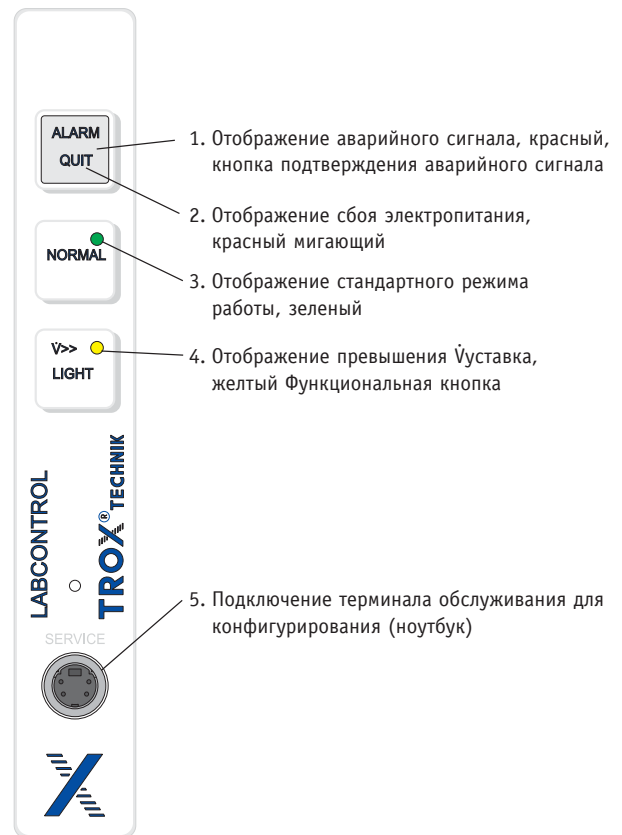 ALARM
QUIT
1. Отображение аварийного сигнала, красный,
кнопка подтверждения аварийного сигнала
2. Отображение сбоя электропитания,
красный мигающий
NORMAL
3. Отображение стандартного режима
работы, зеленый
V̇>>
LIGHT
4. Отображение превышения V̇уставка,
желтый Функциональная кнопка
LABCONTROL
TROX® TECHNIK
5. Подключение терминала обслуживания для
конфигурирования (ноутбук)
SERVICE